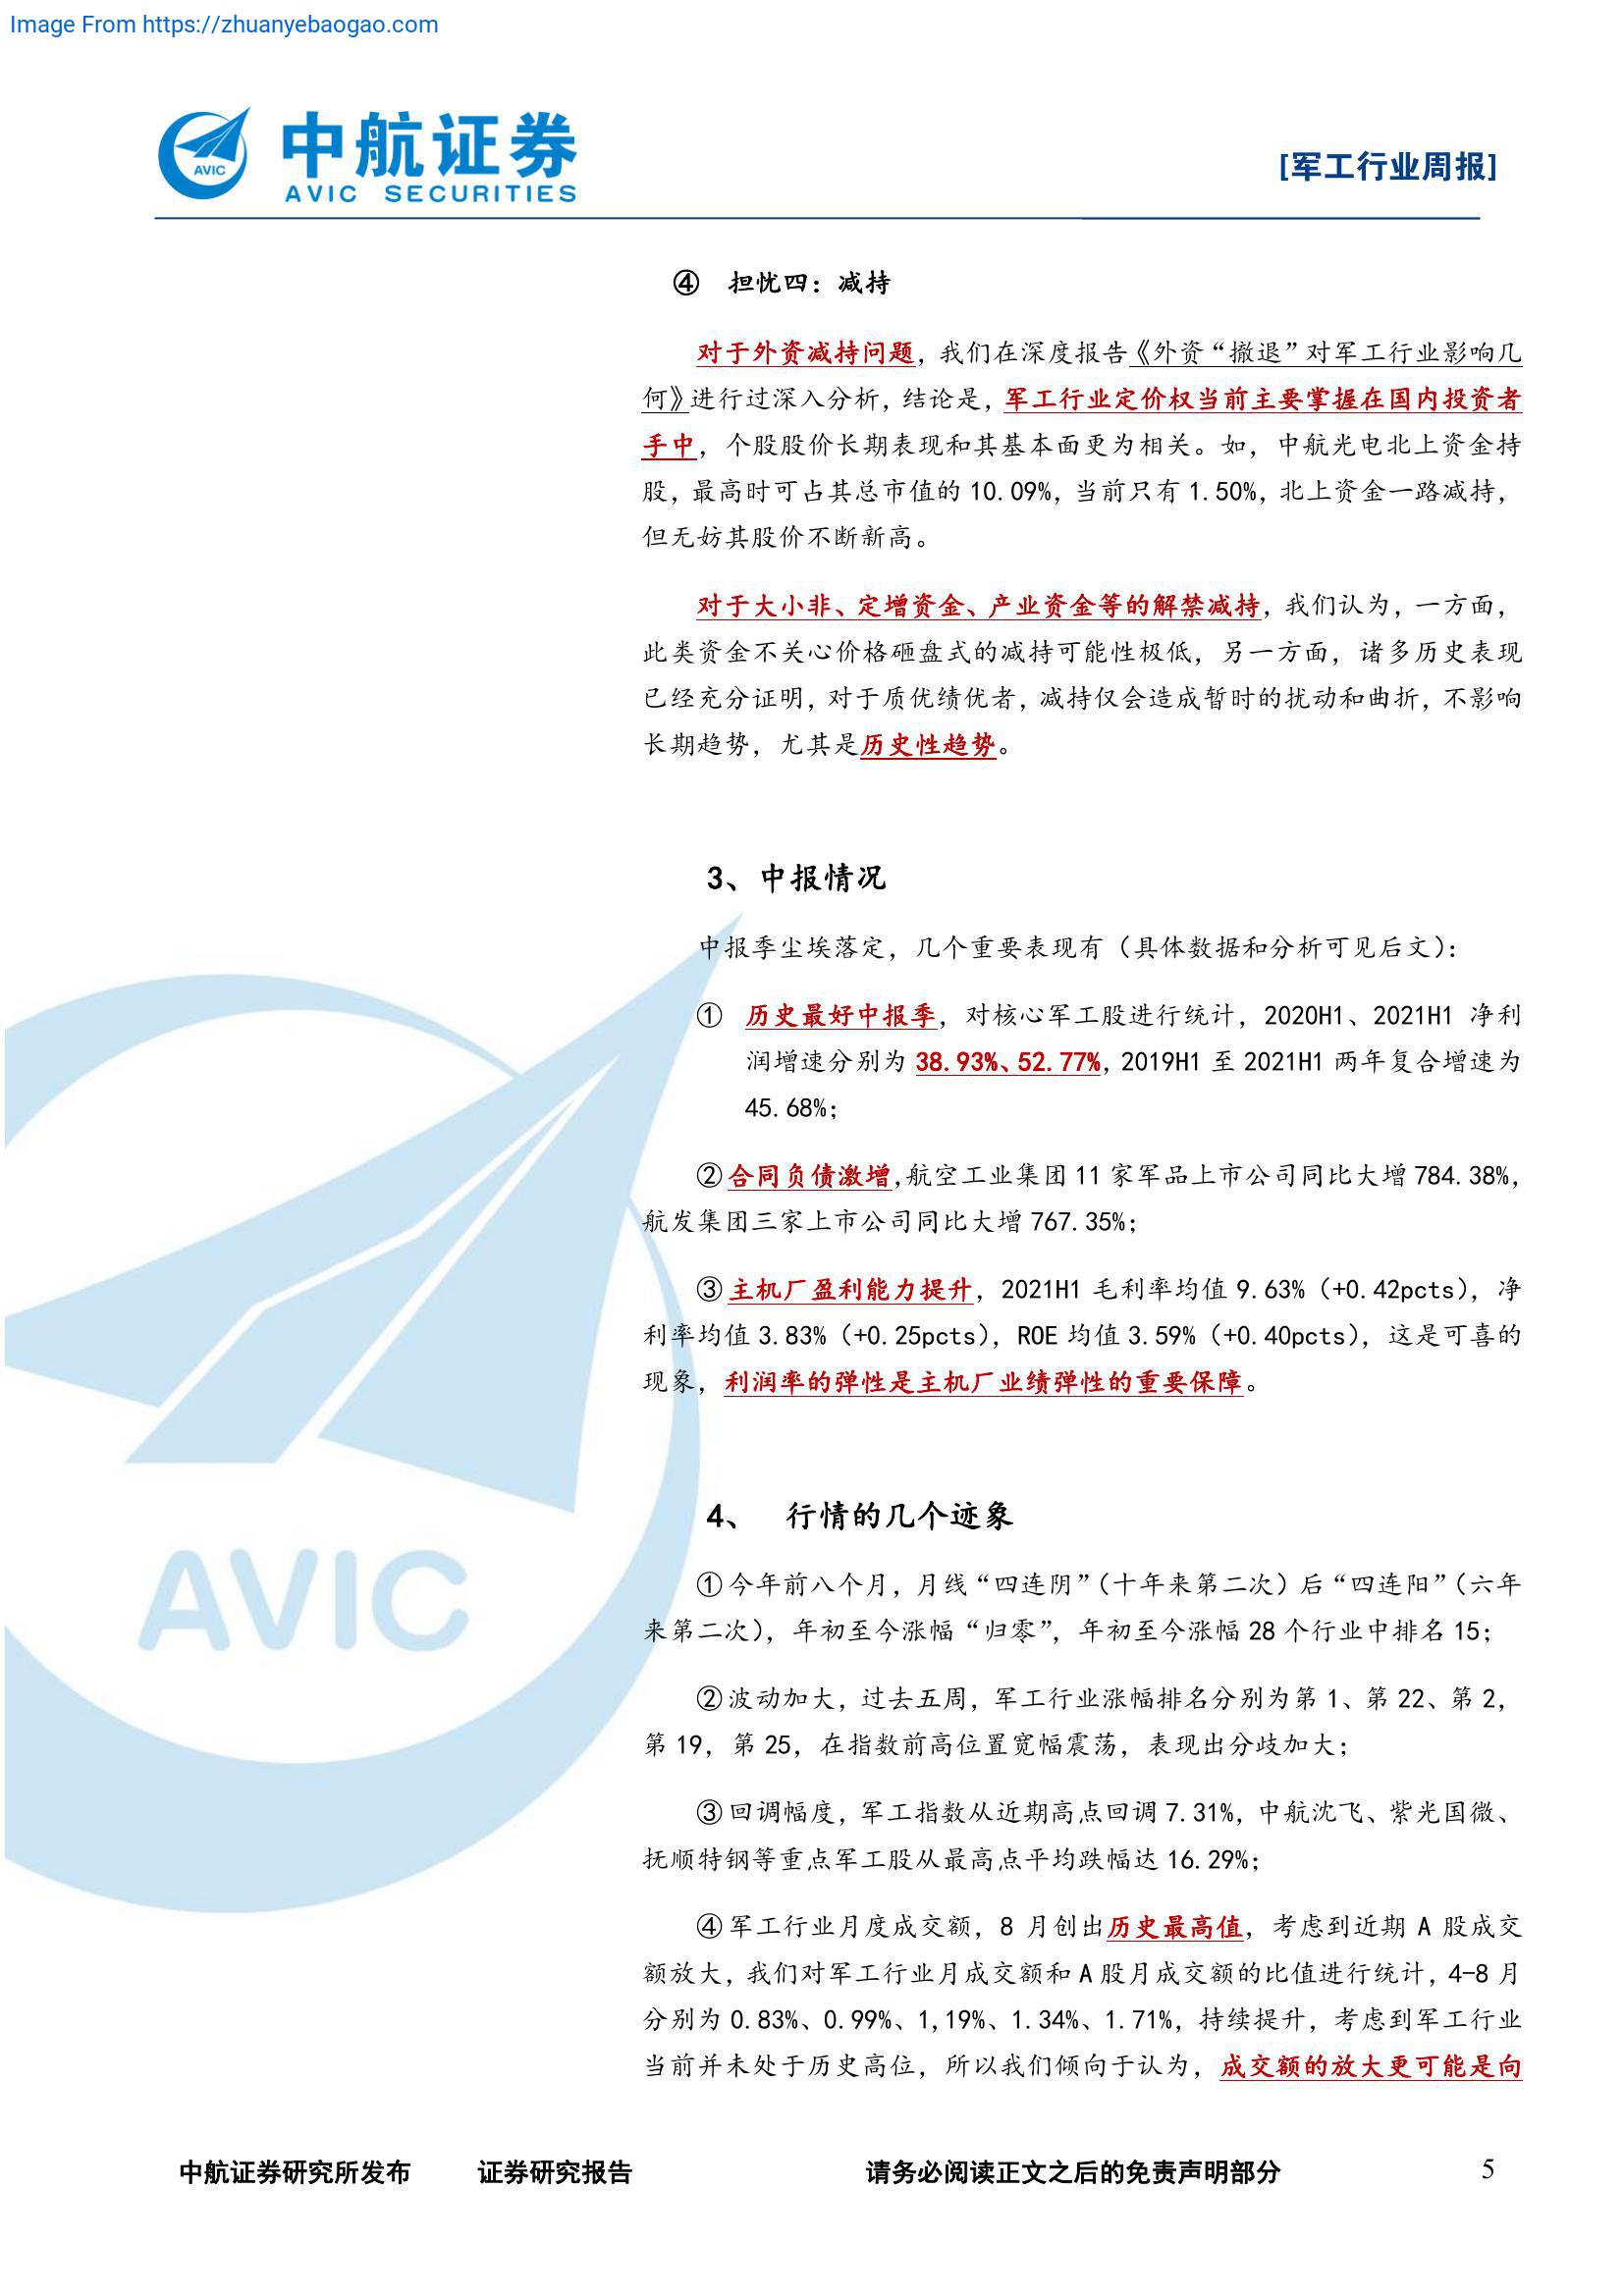 Image From https://zhuanyebaogao.com
AVIC
中航证券
AVIC SECURITIES
[军工行业周报]
④ 担忧四：减持
对于外资减持问题，我们在深度报告《外资“撤退”对军工行业影响几
何》进行过深入分析，结论是，军工行业定价权当前主要掌握在国内投资者
手中，个股股价长期表现和其基本面更为相关。如，中航光电北上资金持
股，最高时可占其总市值的 10.09%，当前只有 1.50%，北上资金一路减持，
但无妨其股价不断新高。
对于大小非、定增资金、产业资金等的解禁减持，我们认为，一方面，
此类资金不关心价格砸盘式的减持可能性极低，另一方面，诸多历史表现
已经充分证明，对于质优绩优者，减持仅会造成暂时的扰动和曲折，不影响
长期趋势，尤其是历史性趋势。
3、中报情况
中报季尘埃落定，几个重要表现有（具体数据和分析可见后文）：
① 历史最好中报季，对核心军工股进行统计，2020H1、2021H1 净利
润增速分别为 38.93%、52.77%，2019H1 至 2021H1 两年复合增速为
45.68%；
②合同负债激增,航空工业集团 11 家军品上市公司同比大增 784.38%，
航发集团三家上市公司同比大增 767.35%；
③主机厂盈利能力提升，2021H1 毛利率均值 9.63%（+0.42pcts），净
利率均值 3.83%（+0.25pcts），ROE 均值 3.59%（+0.40pcts），这是可喜的
现象，利润率的弹性是主机厂业绩弹性的重要保障。
4、 行情的几个迹象
①今年前八个月，月线“四连阴”（十年来第二次）后“四连阳”（六年
来第二次），年初至今涨幅“归零”，年初至今涨幅 28 个行业中排名 15；
②波动加大，过去五周，军工行业涨幅排名分别为第 1、第 22、第 2，
第 19，第 25，在指数前高位置宽幅震荡，表现出分歧加大；
③回调幅度，军工指数从近期高点回调 7.31%，中航沈飞、紫光国微、
抚顺特钢等重点军工股从最高点平均跌幅达 16.29%；
④军工行业月度成交额，8 月创出历史最高值，考虑到近期 A 股成交
额放大，我们对军工行业月成交额和 A 股月成交额的比值进行统计，4-8 月
分别为 0.83%、0.99%、1,19%、1.34%、1.71%，持续提升，考虑到军工行业
当前并未处于历史高位，所以我们倾向于认为，成交额的放大更可能是向
AVIC
中航证券研究所发布 证券研究报告 请务必阅读正文之后的免责声明部分 5